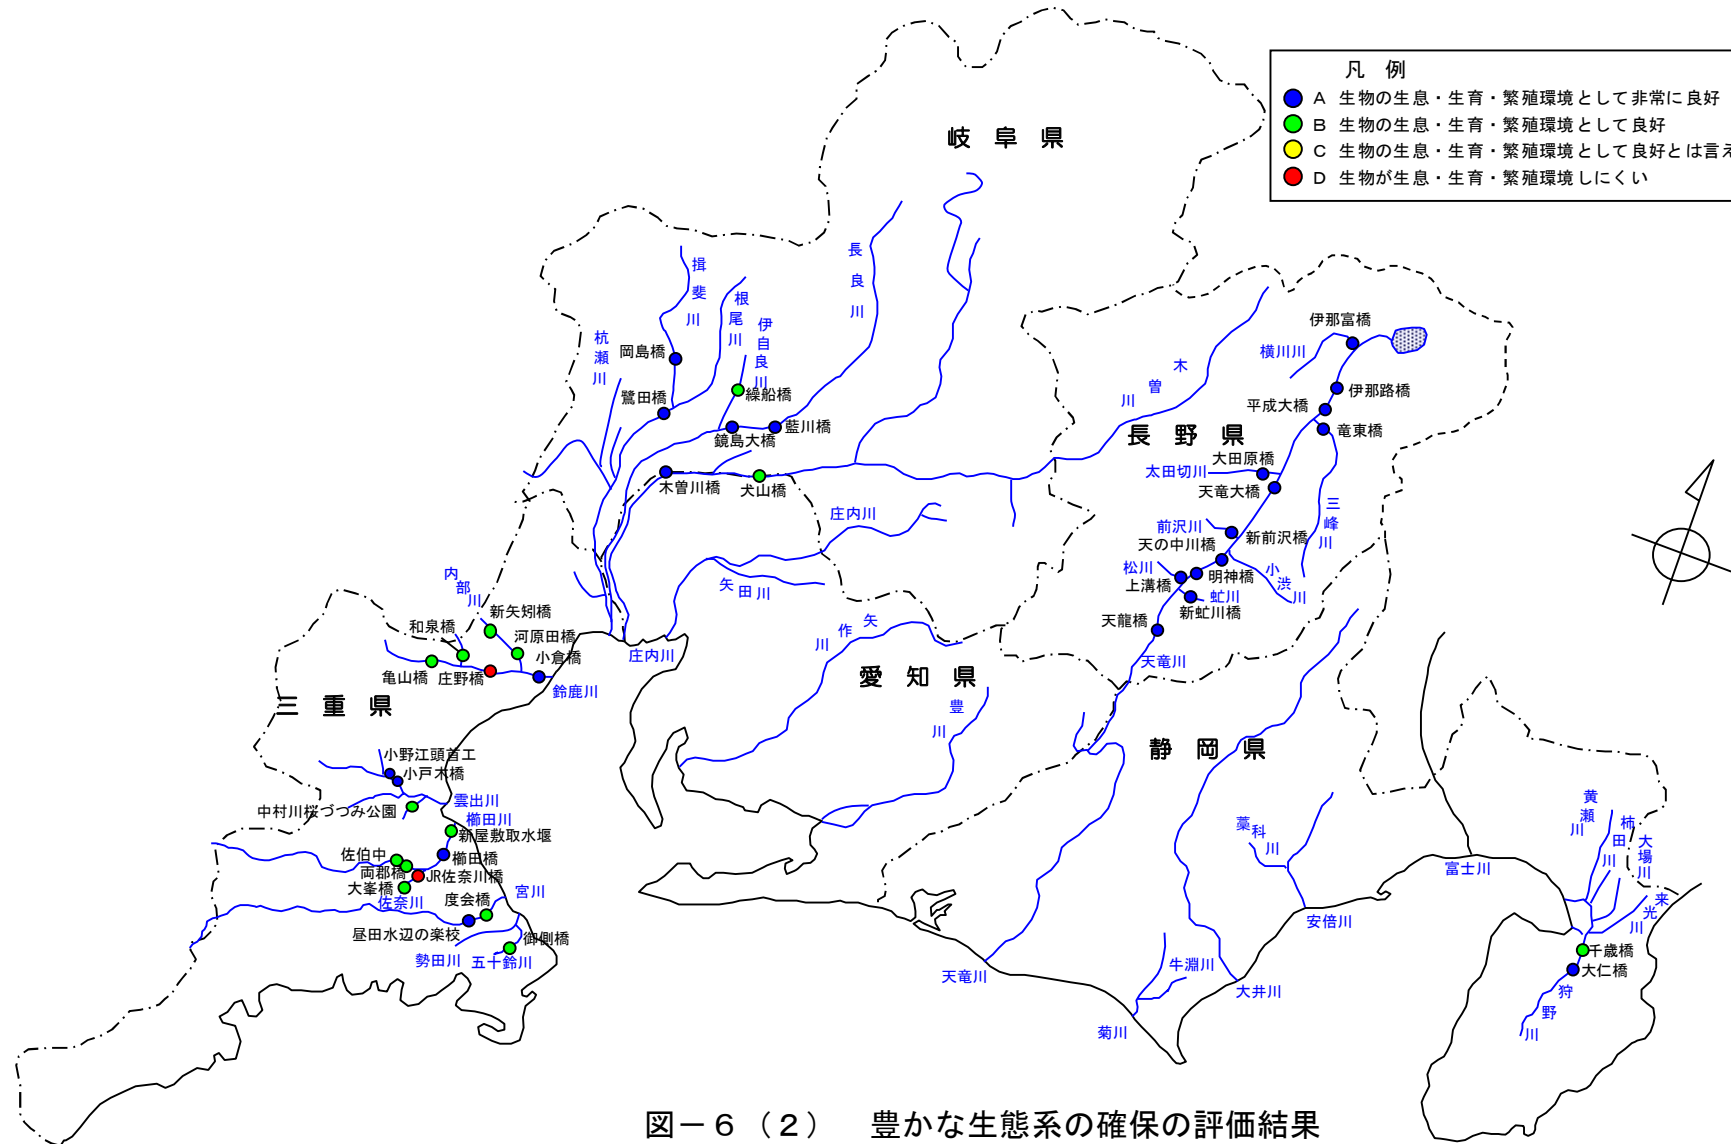 凡 例
A 生物の生息・生育・繁殖環境として非常に良好
B 生物の生息・生育・繁殖環境として良好
C 生物の生息・生育・繁殖環境として良好とは言え
D 生物が生息・生育・繁殖環境しにくい
岐 阜 県
長良川
揖斐川
根尾川
伊自良川
杭瀬川
岡島橋
鷺田橋
繰船橋
鏡島大橋
藍川橋
木曽川橋
犬山橋
木曽川
長 野 県
伊那富橋
横川川
伊那路橋
平成大橋
竜東橋
大田原橋
太田切川
天竜大橋
三峰川
前沢川
新前沢橋
天の中川橋
小渋川
松川
明神橋
上溝橋
虻川
新虻川橋
天龍橋
天竜川
庄内川
矢田川
庄内川
矢作川
愛 知 県
豊川
内部川
新矢矧橋
和泉橋
河原田橋
小倉橋
亀山橋
庄野橋
鈴鹿川
三 重 県
小野江頭首工
小戸木橋
中村川桜づつみ公園
雲出川
櫛田川
新屋敷取水堰
佐伯中
櫛田橋
両郡橋
JR佐奈川橋
大峯橋
佐奈川
度会橋
宮川
昼田水辺の楽校
御側橋
勢田川
五十鈴川
静 岡 県
藁科川
富士川
黄瀬川
柿田川
大場川
来光川
安倍川
千歳橋
大仁橋
狩野川
天竜川
牛淵川
大井川
菊川
図－６（２） 豊かな生態系の確保の評価結果